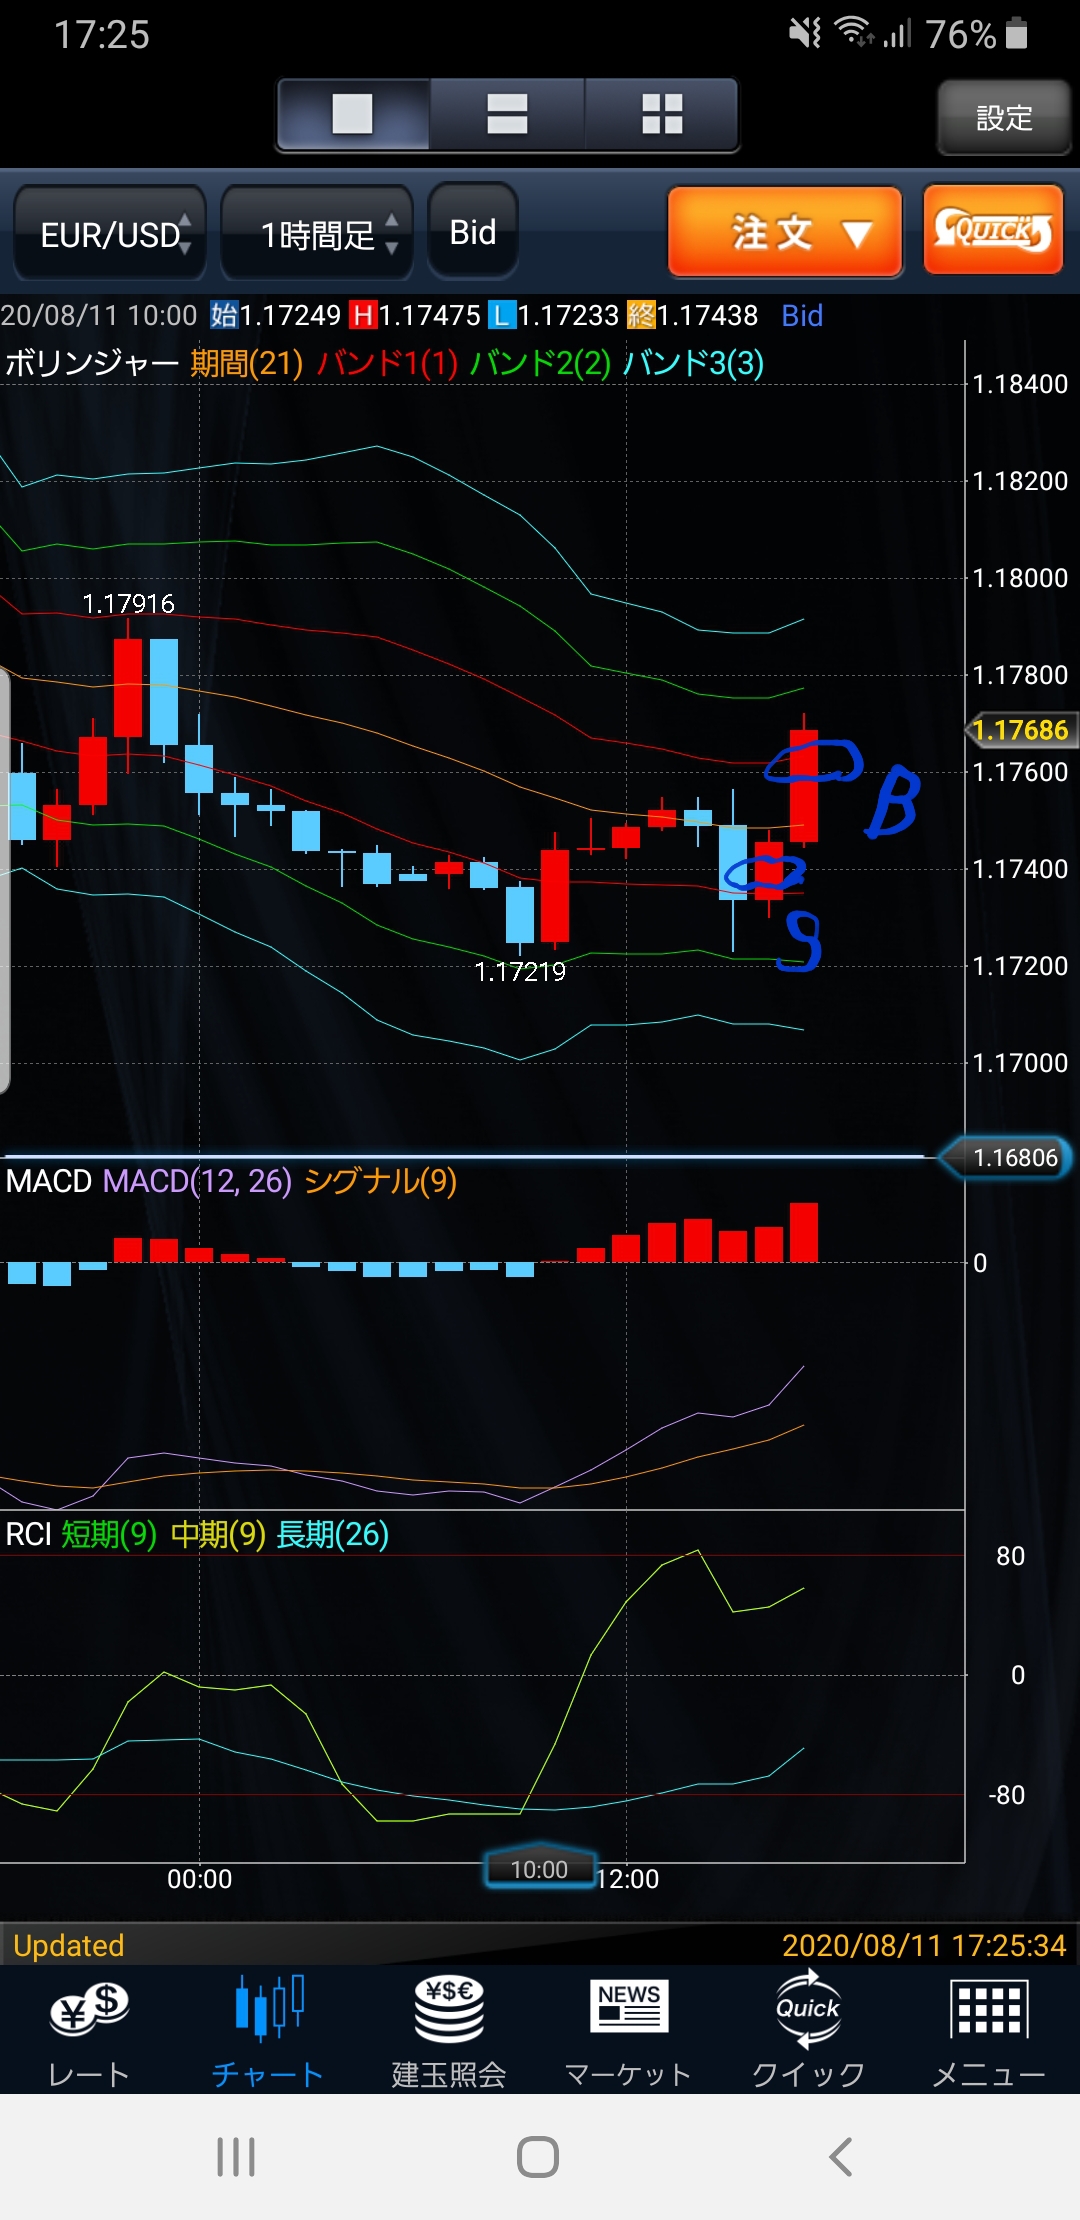 17:25 76%
設定
EUR/USD 1時間足 Bid 注文 ▼ QUICK
20/08/11 10:00 始1.17249 H1.17475 L1.17233 終1.17438 Bid
ボリンジャー 期間(21) バンド1(1) バンド2(2) バンド3(3)
1.18400
1.18200
1.18000
1.17916
1.17800
1.17686
1.17600
B
1.17400
S
1.17219
1.17200
1.17000
1.16806
MACD MACD(12, 26) シグナル(9)
0
RCI 短期(9) 中期(9) 長期(26)
80
0
-80
00:00 10:00 12:00
Updated 2020/08/11 17:25:34
¥$ ¥$€ NEWS Quick
レート チャート 建玉照会 マーケット クイック メニュー